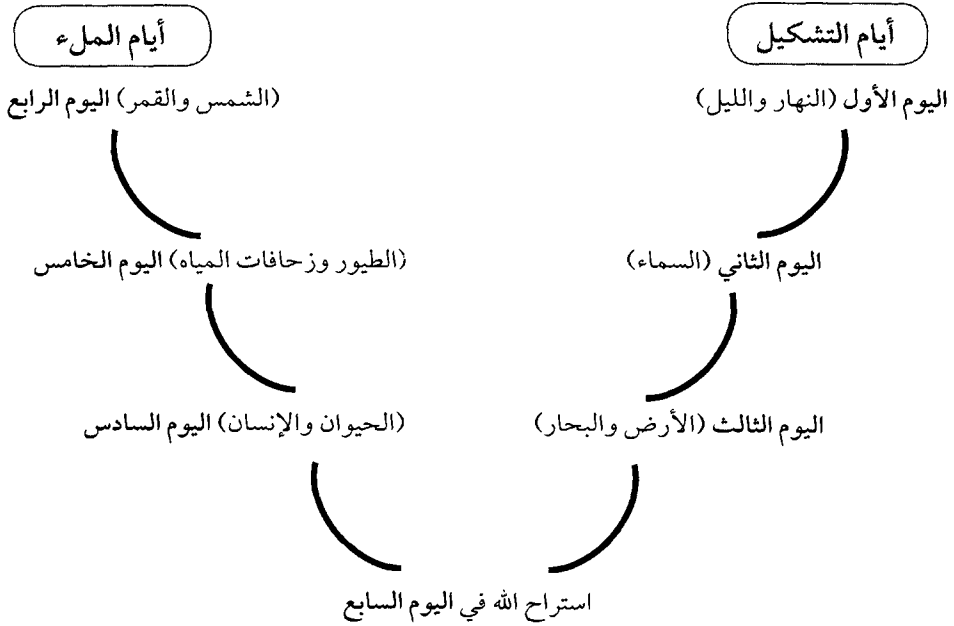 أيام التشكيل
أيام الملء
اليوم الأول (النهار والليل)
(الشمس والقمر) اليوم الرابع
اليوم الثاني (السماء)
(الطيور وزحافات المياه) اليوم الخامس
اليوم الثالث (الأرض والبحار)
(الحيوان والإنسان) اليوم السادس
استراح الله في اليوم السابع